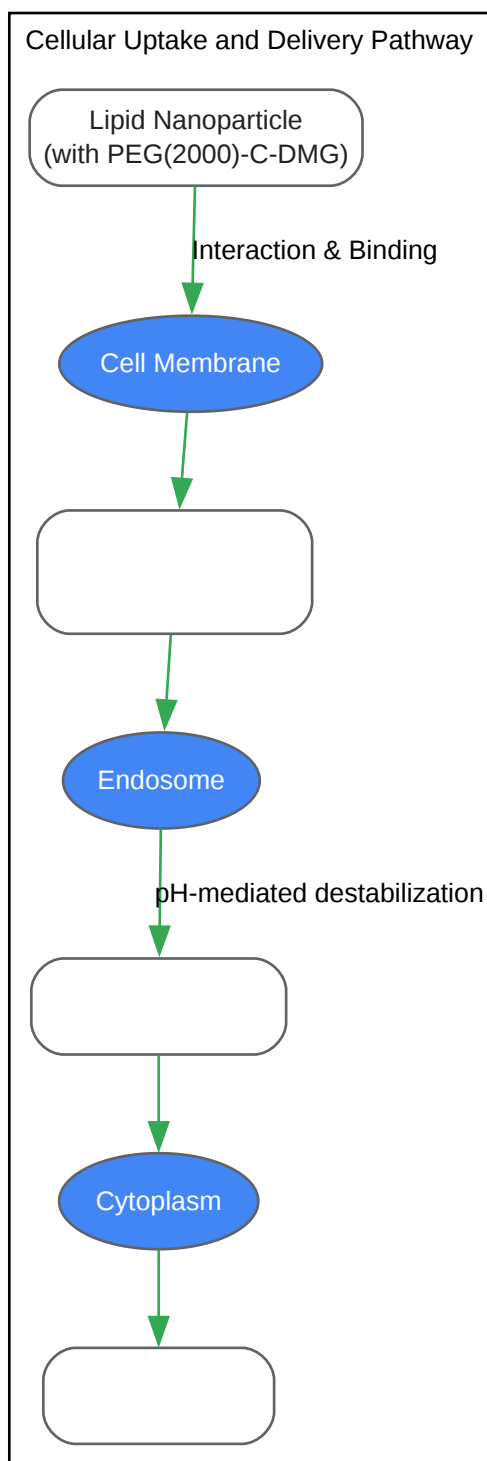 Cellular Uptake and Delivery Pathway
Lipid Nanoparticle
(with PEG(2000)-C-DMG)
Interaction & Binding
Cell Membrane
Endosome
pH-mediated destabilization
Cytoplasm